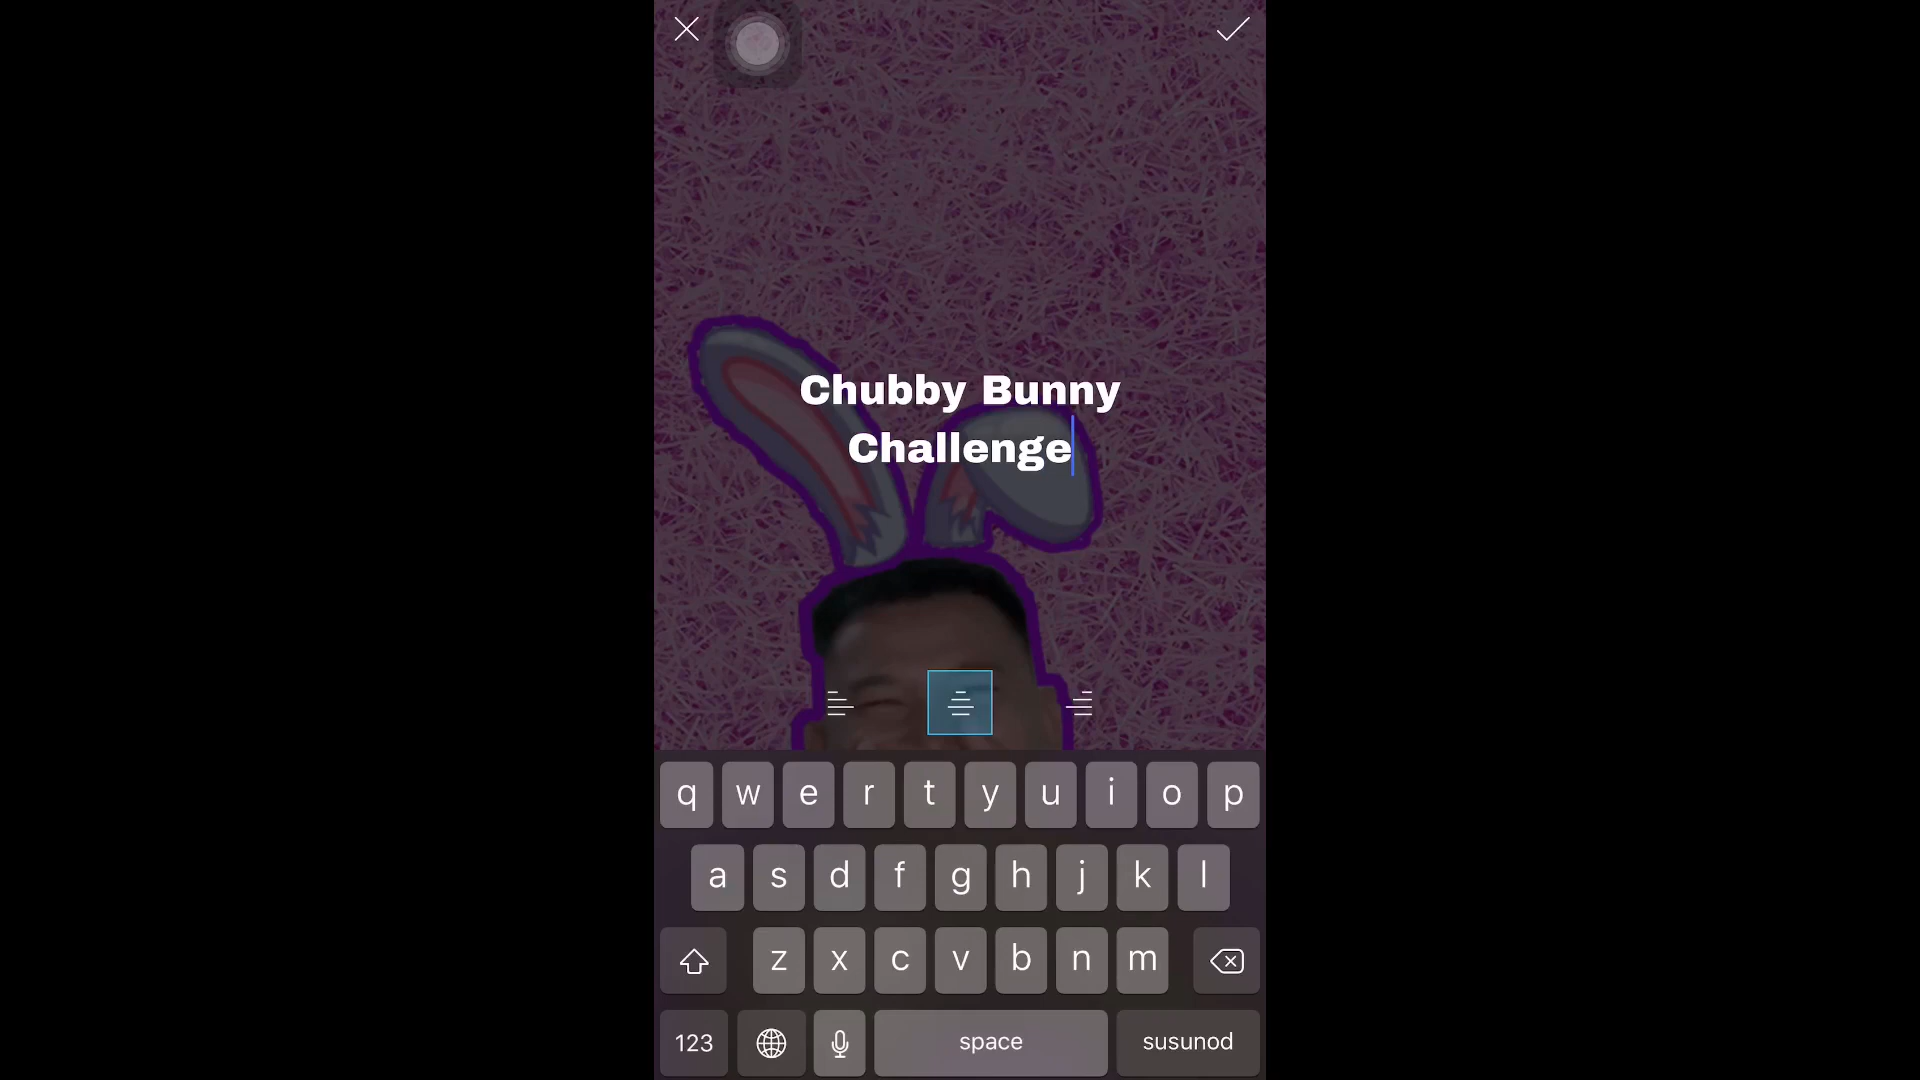 Chubby Bunny
Challenge
q w e r t y u i o p
a s d f g h j k l
z x c v b n m
123 space susunod